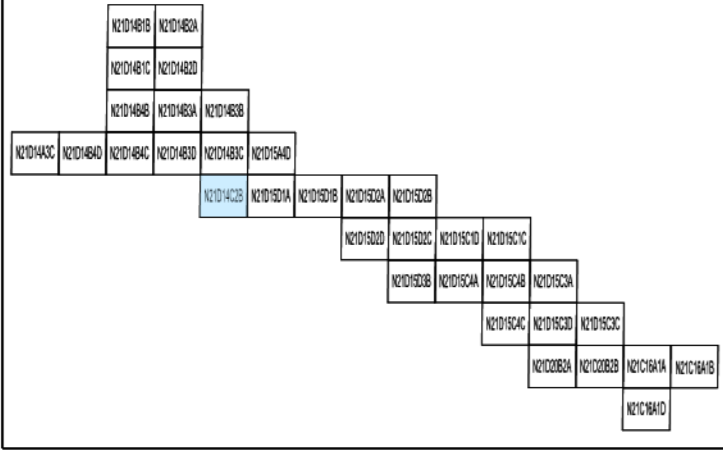 N21D14B1B N21D14B2A
N21D14B1C N21D14B2D
N21D14B4B N21D14B3A N21D14B3B
N21D14A3C N21D14B4D N21D14B4C N21D14B3D N21D14B3C N21D15A4D
N21D14C2B N21D15D1A N21D15D1B N21D15D2A N21D15D2B
N21D15D2D N21D15D2C N21D15C1D N21D15C1C
N21D15D3B N21D15C4A N21D15C4B N21D15C3A
N21D15C4C N21D15C3D N21D15C3C
N21D20B2A N21D20B2B N21C16A1A N21C16A1B
N21C16A1D